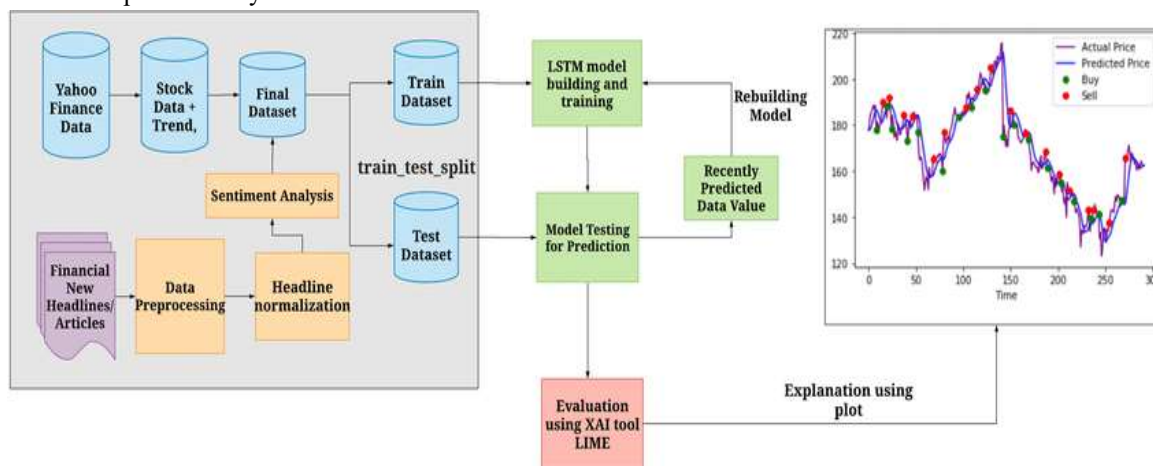 Yahoo
Finance
Data
Stock
Data +
Trend,
Final
Dataset
Train
Dataset
train_test_split
Sentiment Analysis
Test
Dataset
Financial
New
Headlines/
Articles
Data
Preprocessing
Headline
normalization
LSTM model
building and
training
Rebuilding
Model
Recently
Predicted
Data Value
Model Testing
for Prediction
Evaluation
using XAI tool
LIME
Explanation using
plot
220
200
180
160
140
120
0
50
100
150
200
250
300
Time
Actual Price
Predicted Price
Buy
Sell